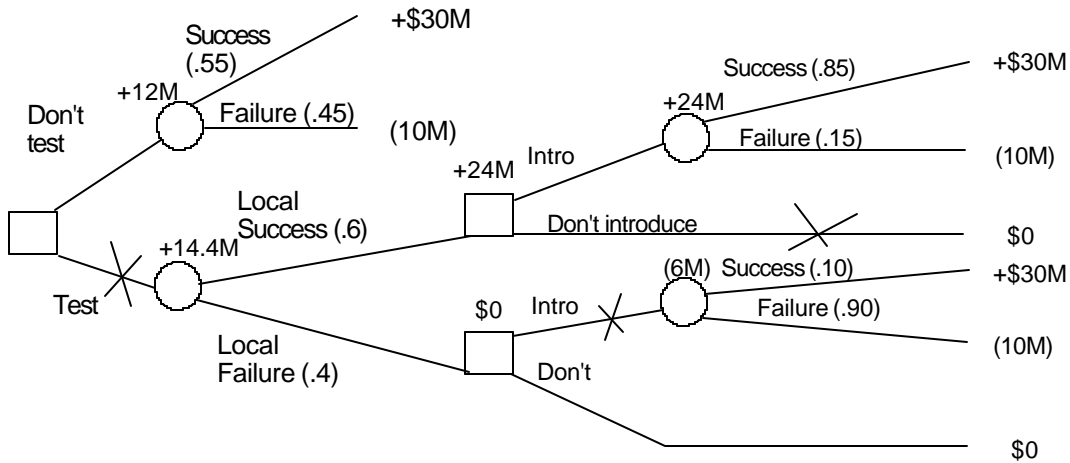 Success
(.55)
+$30M
+12M
Failure (.45)
(10M)
Don't
test
Test
+14.4M
Local
Success (.6)
Local
Failure (.4)
+24M
Intro
+24M
Success (.85)
+$30M
Failure (.15)
(10M)
Don't introduce
$0
$0
Intro
(6M)
Success (.10)
+$30M
Failure (.90)
(10M)
Don't
$0